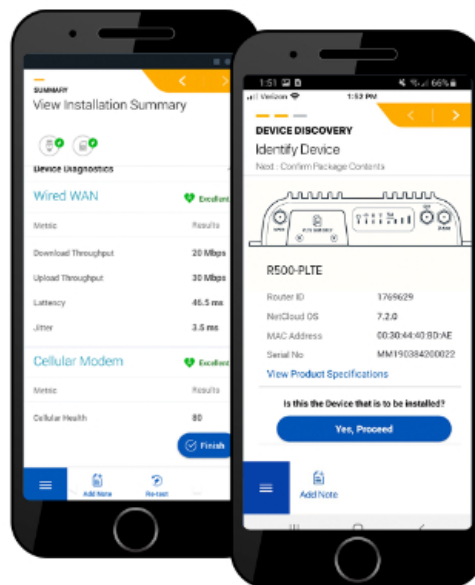 SUMMARY
View Installation Summary
Device Diagnostics
Wired WAN
Excellent
Metric
Results
Download Throughput
20 Mbps
Upload Throughput
30 Mbps
Lattency
46.5 ms
Jitter
3.5 ms
Cellular Modem
Excellent
Metric
Results
Cellular Health
80
Finish
Add Note
Re-test
1:51
66%
Verizon
1:52 PM
DEVICE DISCOVERY
Identify Device
Next : Confirm Package Contents
R500-PLTE
Router ID
1769629
NetCloud OS
7.2.0
MAC Address
00:30:44:40:BD:AE
Serial No
MM190384200022
View Product Specifications
Is this the Device that is to be installed?
Yes, Proceed
Add Note